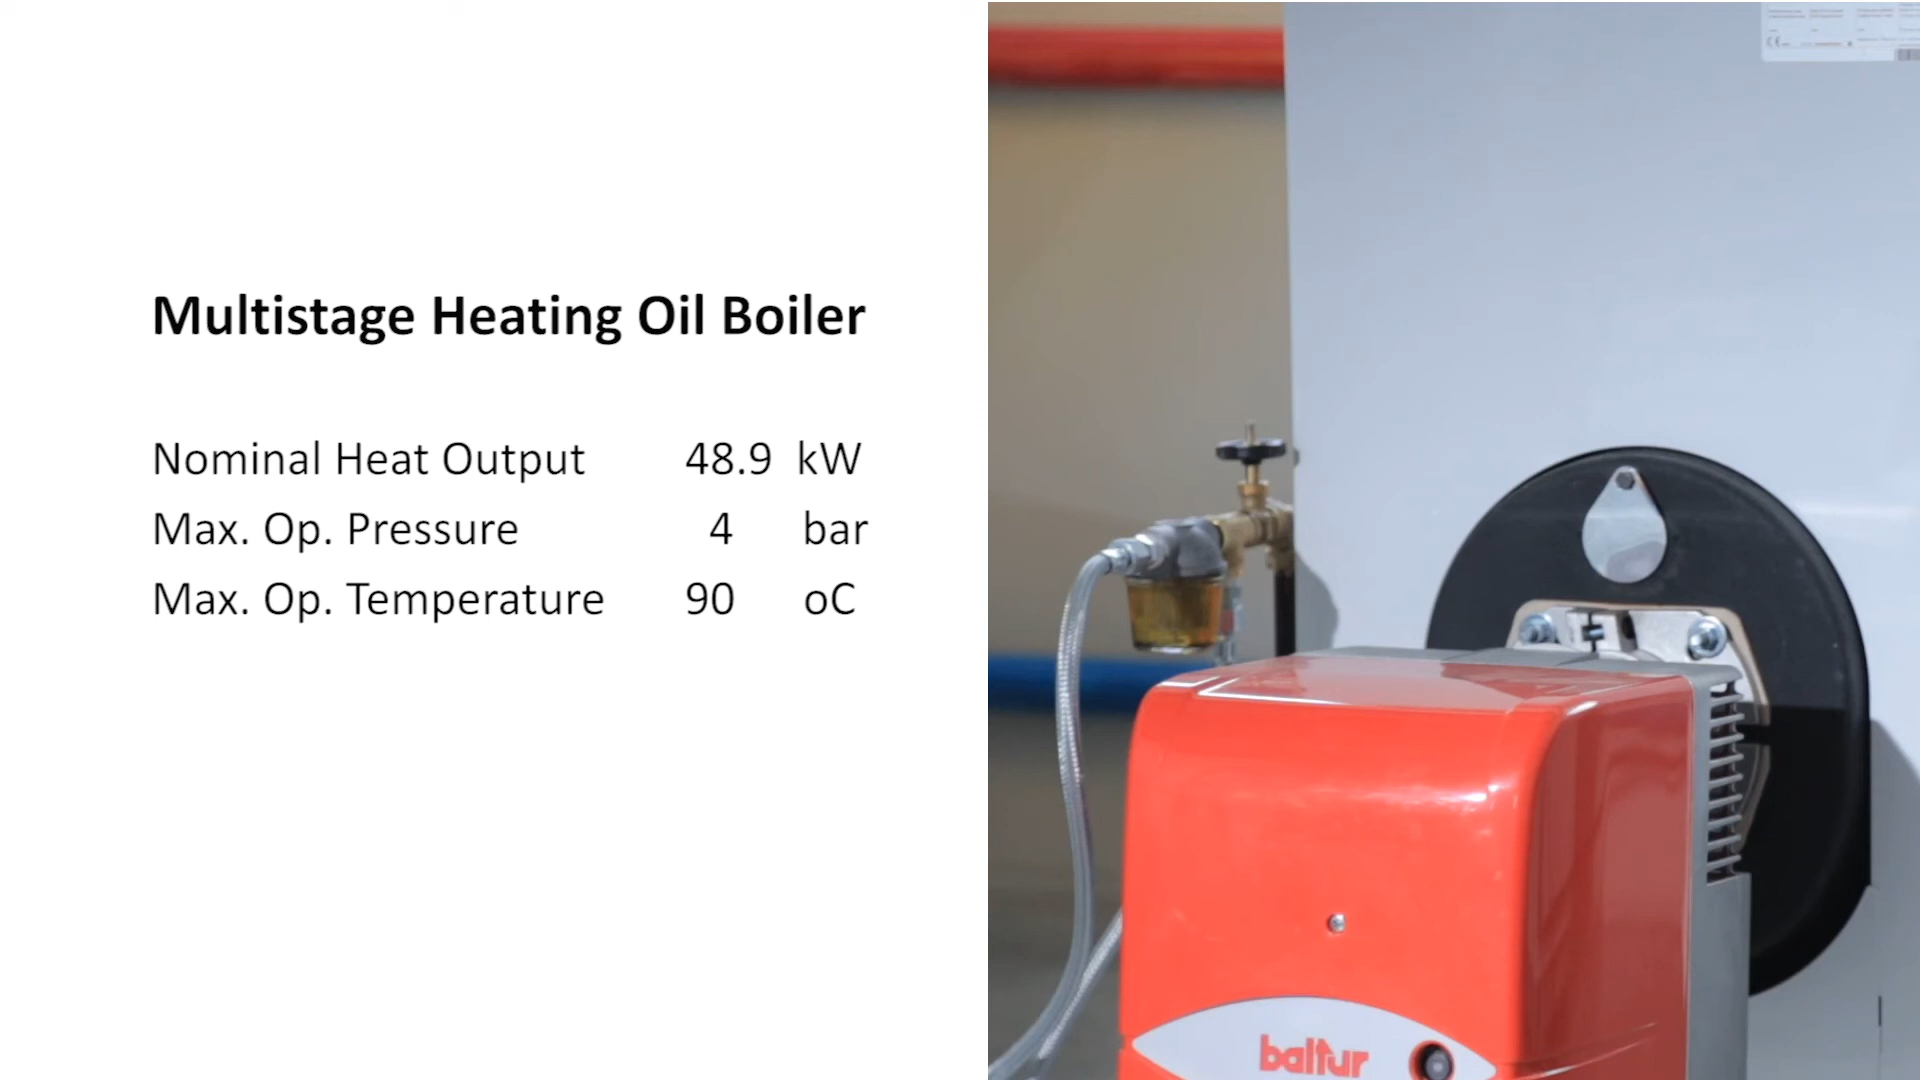 Multistage Heating Oil Boiler
Nominal Heat Output 48.9 kW
Max. Op. Pressure 4 bar
Max. Op. Temperature 90 oC
baltur